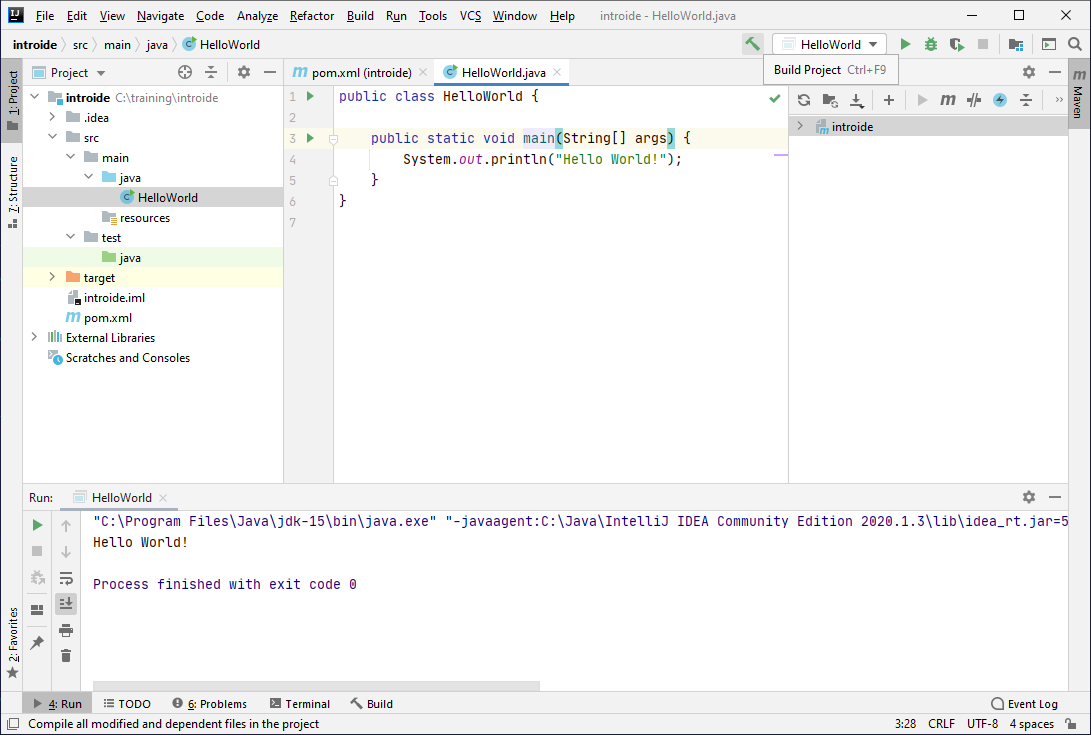 File Edit View Navigate Code Analyze Refactor Build Run Tools VCS Window Help introide - HelloWorld.java
introide src main java HelloWorld HelloWorld
Build Project Ctrl+F9
1: Project
7: Structure
2: Favorites
Project
introide C:\training\introide
.idea
src
main
java
HelloWorld
resources
test
java
target
introide.iml
pom.xml
External Libraries
Scratches and Consoles
pom.xml (introide) HelloWorld.java
1 public class HelloWorld {
2
3 public static void main(String[] args) {
4 System.out.println("Hello World!");
5 }
6 }
7
Maven
introide
Run: HelloWorld
"C:\Program Files\Java\jdk-15\bin\java.exe" "-javaagent:C:\Java\IntelliJ IDEA Community Edition 2020.1.3\lib\idea_rt.jar=5
Hello World!
Process finished with exit code 0
4: Run TODO 6: Problems Terminal Build Event Log
Compile all modified and dependent files in the project 3:28 CRLF UTF-8 4 spaces